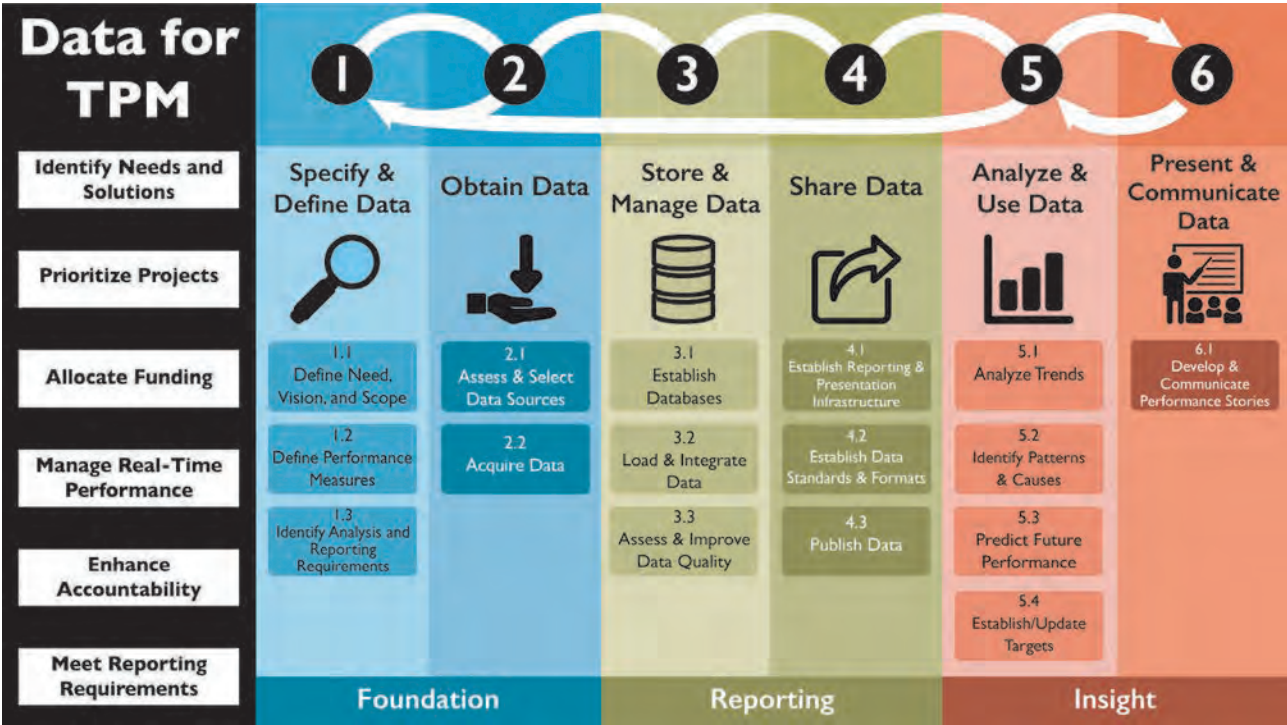 Data for
TPM
Identify Needs and
Solutions
Prioritize Projects
Allocate Funding
Manage Real-Time
Performance
Enhance
Accountability
Meet Reporting
Requirements
1
2
3
4
5
6
Specify &
Define Data
1.1
Define Need,
Vision, and Scope
1.2
Define Performance
Measures
1.3
Identify Analysis and
Reporting
Requirements
Obtain Data
2.1
Assess & Select
Data Sources
2.2
Acquire Data
Foundation
Store &
Manage Data
3.1
Establish
Databases
3.2
Load & Integrate
Data
3.3
Assess & Improve
Data Quality
Share Data
4.1
Establish Reporting &
Presentation
Infrastructure
4.2
Establish Data
Standards & Formats
4.3
Publish Data
Reporting
Analyze &
Use Data
5.1
Analyze Trends
5.2
Identify Patterns
& Causes
5.3
Predict Future
Performance
5.4
Establish/Update
Targets
Present &
Communicate
Data
6.1
Develop &
Communicate
Performance Stories
Insight